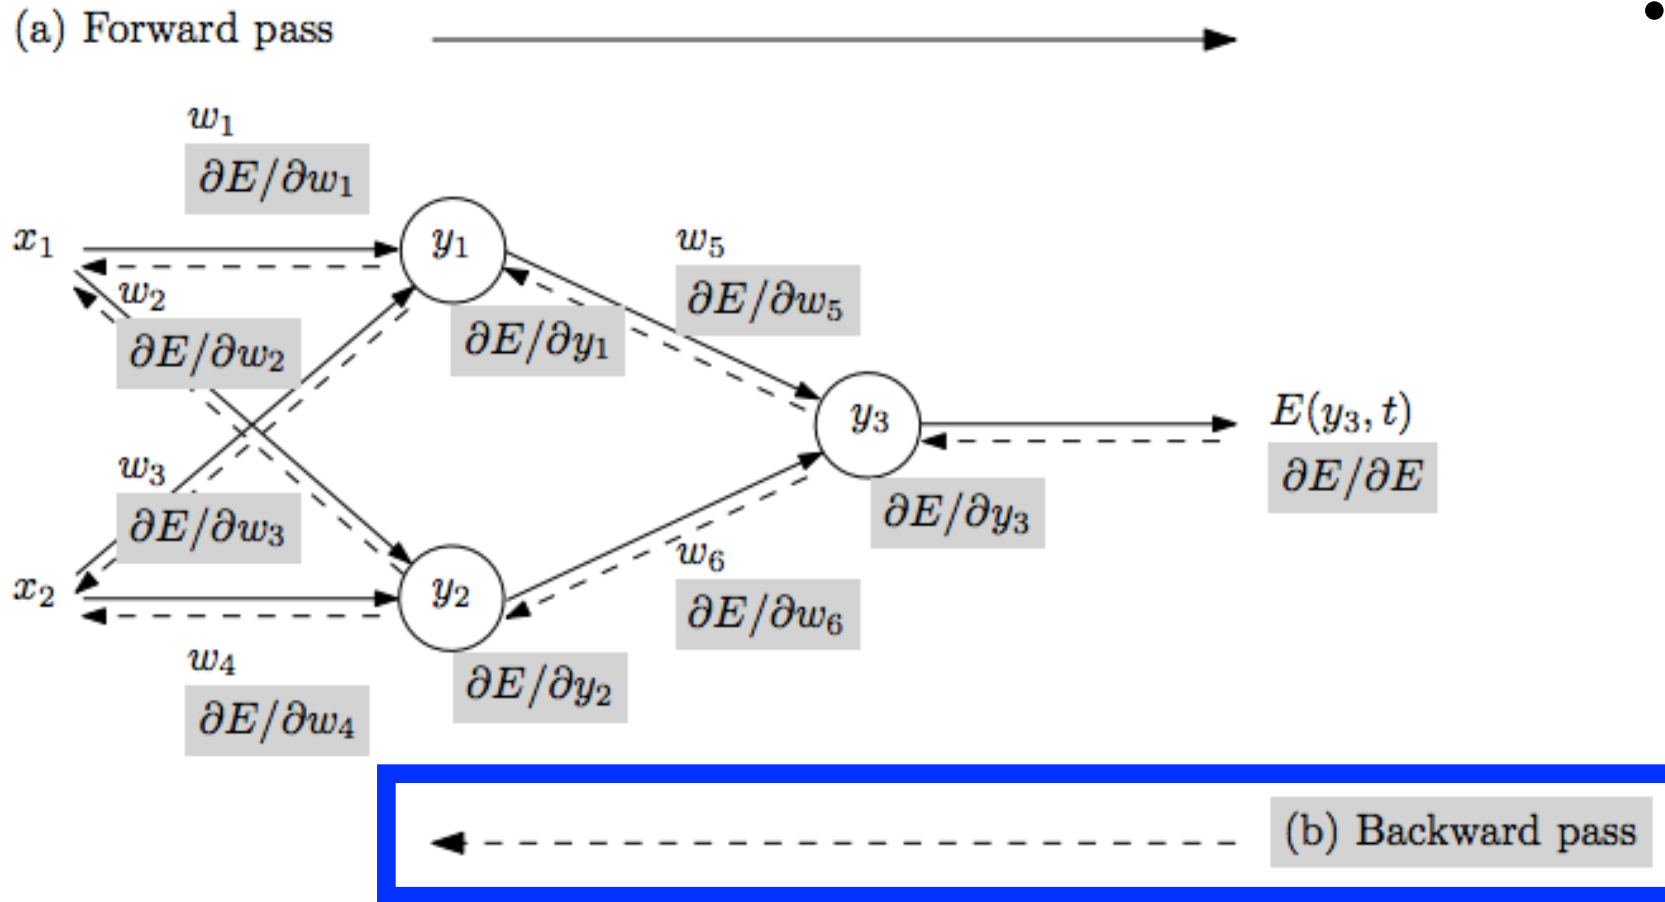 (a) Forward pass
•
w₁
∂E/∂w₁
x₁
y₁
w₅
∂E/∂w₅
w₂
∂E/∂w₂
∂E/∂y₁
y₃
E(y₃, t)
∂E/∂E
w₃
∂E/∂w₃
∂E/∂y₃
x₂
y₂
w₆
∂E/∂w₆
w₄
∂E/∂w₄
∂E/∂y₂
(b) Backward pass